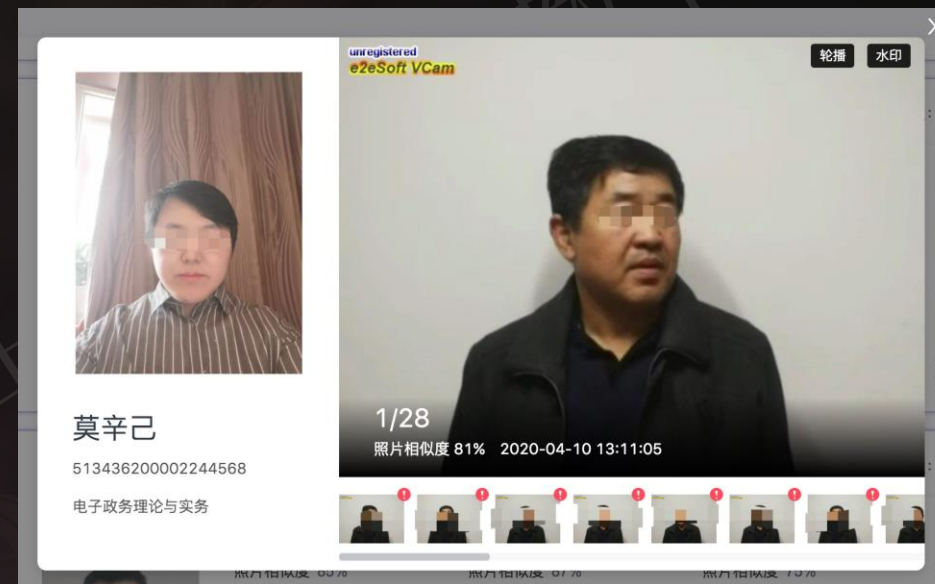 unregistered
e2eSoft VCam
轮播
水印
莫辛己
513436200002244568
电子政务理论与实务
1/28
照片相似度 81% 2020-04-10 13:11:05